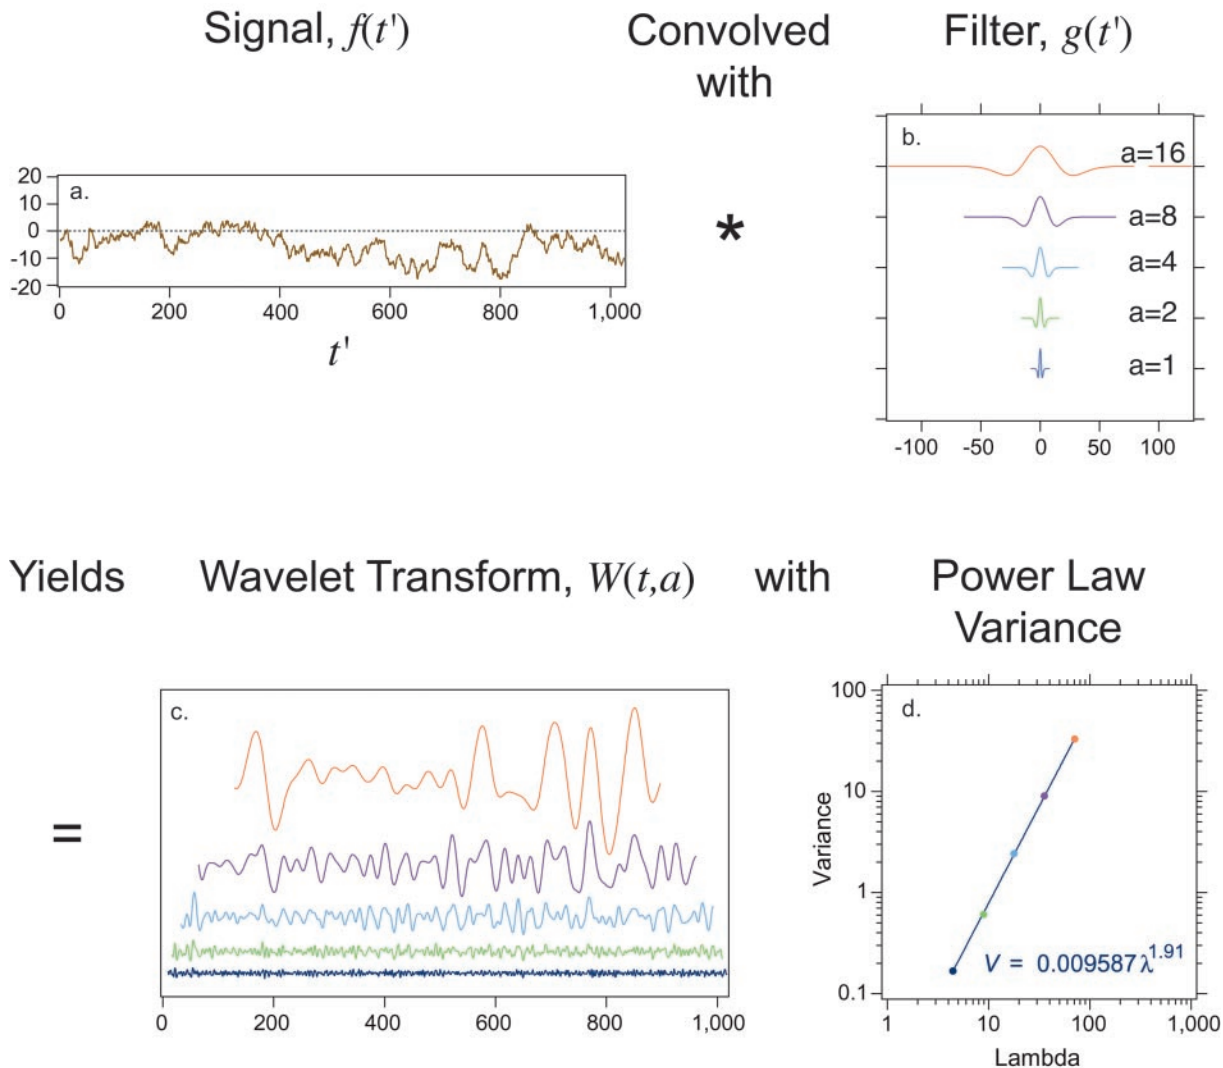 Signal, f(t')
Convolved
with
Filter, g(t')
a.
20
10
0
-10
-20
0 200 400 600 800 1,000
t'
*
b.
a=16
a=8
a=4
a=2
a=1
-100 -50 0 50 100
Yields
Wavelet Transform, W(t,a)
with
Power Law
Variance
=
c.
0 200 400 600 800 1,000
d.
100
10
1
0.1
Variance
V = 0.009587λ^1.91
1 10 100 1,000
Lambda